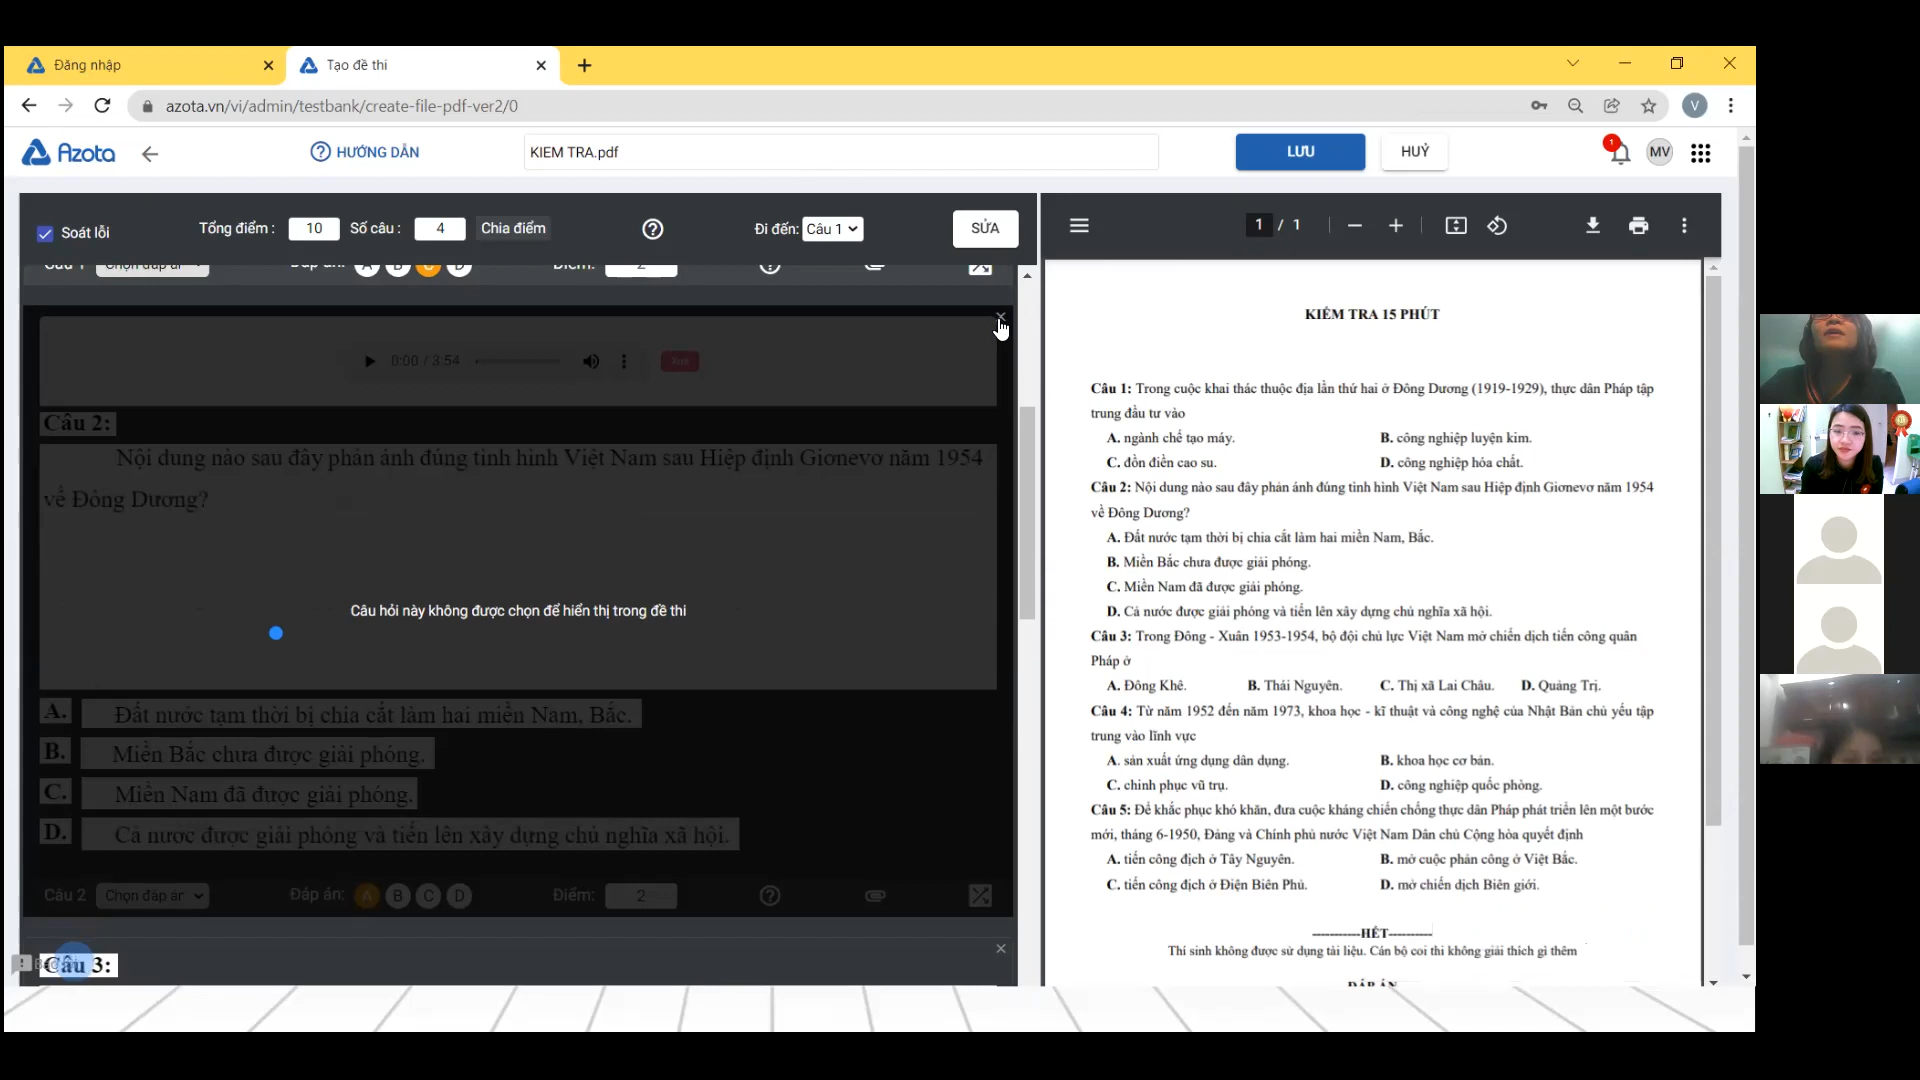 Đăng nhập
Tạo đề thi
azota.vn/vi/admin/testbank/create-file-pdf-ver2/0
V
Azota
HƯỚNG DẪN
KIEM TRA.pdf
LƯU
HUỶ
1
MV
Soát lỗi
Tổng điểm :
10
Số câu :
4
Chia điểm
Đi đến:
Câu 1
SỬA
Câu 1
Chọn đáp án
Đáp án:
A
B
C
D
Điểm:
2
0:00 / 3:54
Câu 2:
Nội dung nào sau đây phản ánh đúng tình hình Việt Nam sau Hiệp định Giơnevơ năm 1954
về Đông Dương?
Câu hỏi này không được chọn để hiển thị trong đề thi
A. Đất nước tạm thời bị chia cắt làm hai miền Nam, Bắc.
B. Miền Bắc chưa được giải phóng.
C. Miền Nam đã được giải phóng.
D. Cả nước được giải phóng và tiến lên xây dựng chủ nghĩa xã hội.
Câu 2
Chọn đáp án
Đáp án:
A
B
C
D
Điểm:
2
Câu 3:
1 / 1
KIỂM TRA 15 PHÚT
Câu 1: Trong cuộc khai thác thuộc địa lần thứ hai ở Đông Dương (1919-1929), thực dân Pháp tập
trung đầu tư vào
A. ngành chế tạo máy. B. công nghiệp luyện kim.
C. đồn điền cao su. D. công nghiệp hóa chất.
Câu 2: Nội dung nào sau đây phản ánh đúng tình hình Việt Nam sau Hiệp định Giơnevơ năm 1954
về Đông Dương?
A. Đất nước tạm thời bị chia cắt làm hai miền Nam, Bắc.
B. Miền Bắc chưa được giải phóng.
C. Miền Nam đã được giải phóng.
D. Cả nước được giải phóng và tiến lên xây dựng chủ nghĩa xã hội.
Câu 3: Trong Đông - Xuân 1953-1954, bộ đội chủ lực Việt Nam mở chiến dịch tiến công quân
Pháp ở
A. Đông Khê. B. Thái Nguyên. C. Thị xã Lai Châu. D. Quảng Trị.
Câu 4: Từ năm 1952 đến năm 1973, khoa học - kĩ thuật và công nghệ của Nhật Bản chủ yếu tập
trung vào lĩnh vực
A. sản xuất ứng dụng dân dụng. B. khoa học cơ bản.
C. chinh phục vũ trụ. D. công nghiệp quốc phòng.
Câu 5: Để khắc phục khó khăn, đưa cuộc kháng chiến chống thực dân Pháp phát triển lên một bước
mới, tháng 6-1950, Đảng và Chính phủ nước Việt Nam Dân chủ Cộng hòa quyết định
A. tiến công địch ở Tây Nguyên. B. mở cuộc phản công ở Việt Bắc.
C. tiến công địch ở Điện Biên Phủ. D. mở chiến dịch Biên giới.
-----------HẾT----------
Thí sinh không được sử dụng tài liệu. Cán bộ coi thi không giải thích gì thêm
ĐÁP ÁN